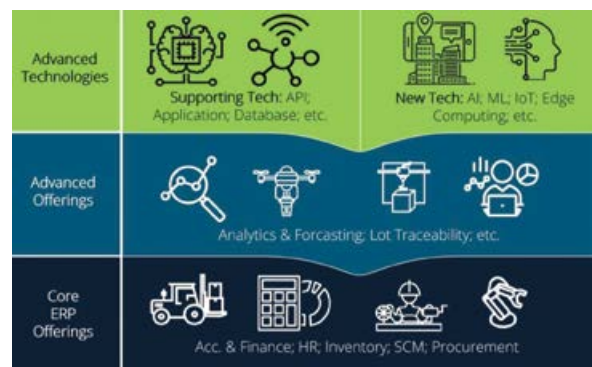 Advanced
Technologies
Supporting Tech: API;
Application; Database; etc.
New Tech: AI; ML; IoT; Edge
Computing; etc.
Advanced
Offerings
Analytics & Forcasting; Lot Traceability; etc.
Core
ERP
Offerings
Acc. & Finance; HR; Inventory; SCM; Procurement